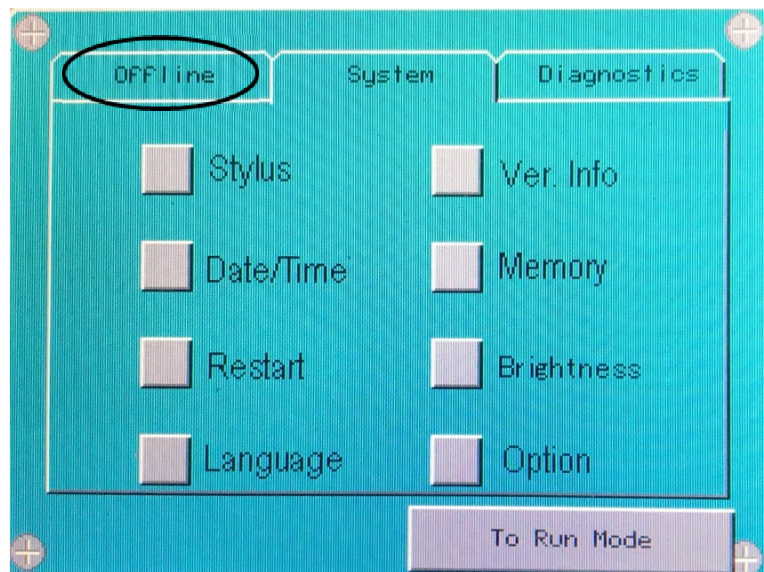 Offline System Diagnostics
Stylus Ver. Info
Date/Time Memory
Restart Brightness
Language Option
To Run Mode